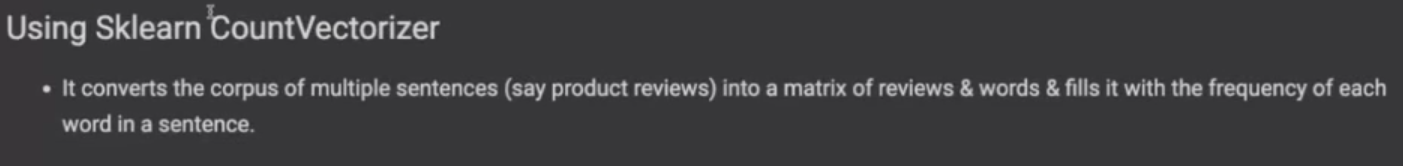 Using Sklearn CountVectorizer
• It converts the corpus of multiple sentences (say product reviews) into a matrix of reviews & words & fills it with the frequency of each
word in a sentence.